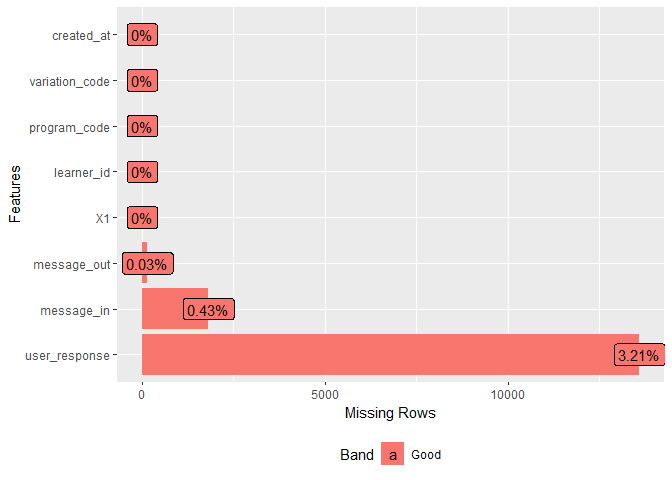 created_at 0%
variation_code 0%
program_code 0%
learner_id 0%
X1 0%
message_out 0.03%
message_in 0.43%
user_response 3.21%
Features
0 5000 10000
Missing Rows
Band a Good